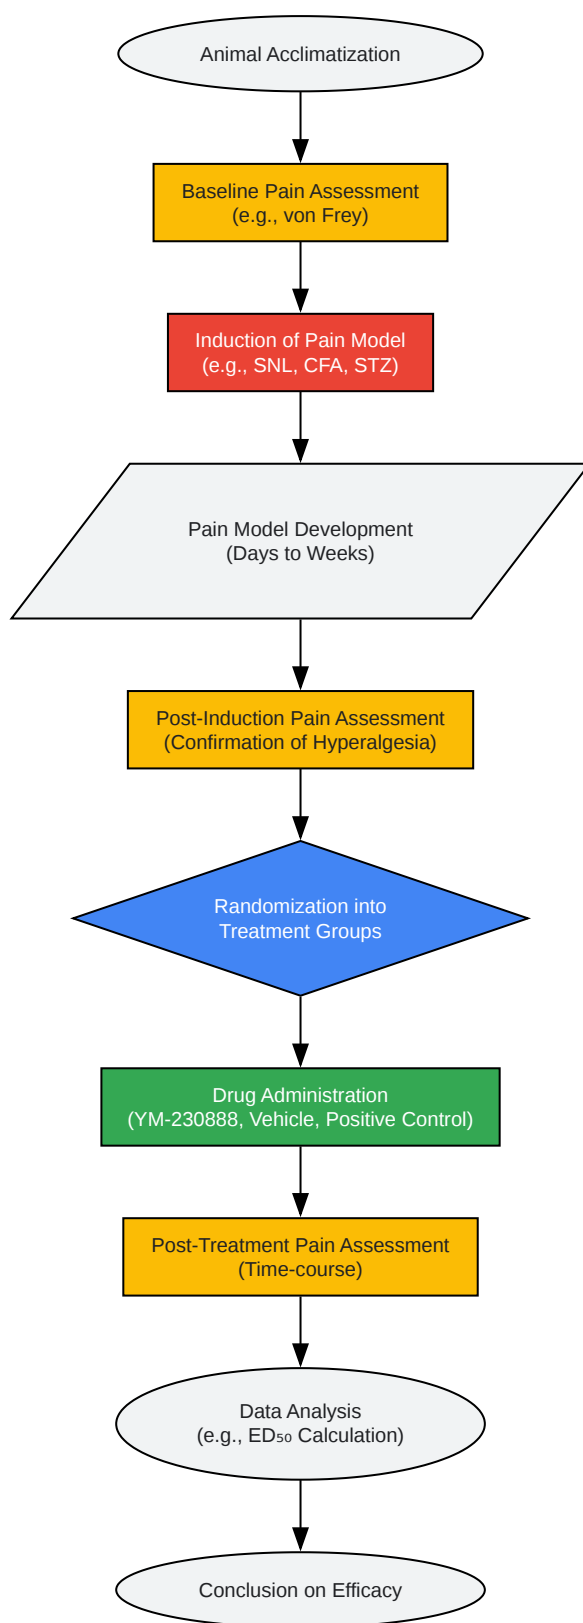 Animal Acclimatization
Baseline Pain Assessment
(e.g., von Frey)
Induction of Pain Model
(e.g., SNL, CFA, STZ)
Pain Model Development
(Days to Weeks)
Post-Induction Pain Assessment
(Confirmation of Hyperalgesia)
Randomization into
Treatment Groups
Drug Administration
(YM-230888, Vehicle, Positive Control)
Post-Treatment Pain Assessment
(Time-course)
Data Analysis
(e.g., ED₅₀ Calculation)
Conclusion on Efficacy